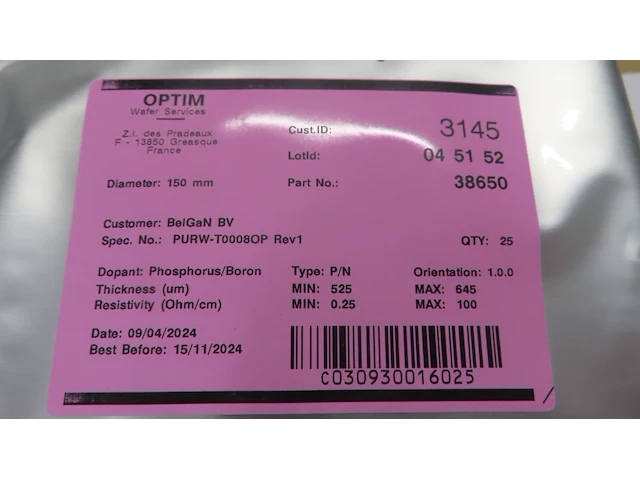 OPTIM
Wafer Services
Z.I. des Pradeaux
F - 13850 Greasque
France
Cust.ID: 3145
LotId: 04 51 52
Diameter: 150 mm
Part No.: 38650
Customer: BelGaN BV
Spec. No.: PURW-T0008OP Rev1
QTY: 25
Dopant: Phosphorus/Boron Type: P/N Orientation: 1.0.0
Thickness (um) MIN: 525 MAX: 645
Resistivity (Ohm/cm) MIN: 0.25 MAX: 100
Date: 09/04/2024
Best Before: 15/11/2024
C030930016025